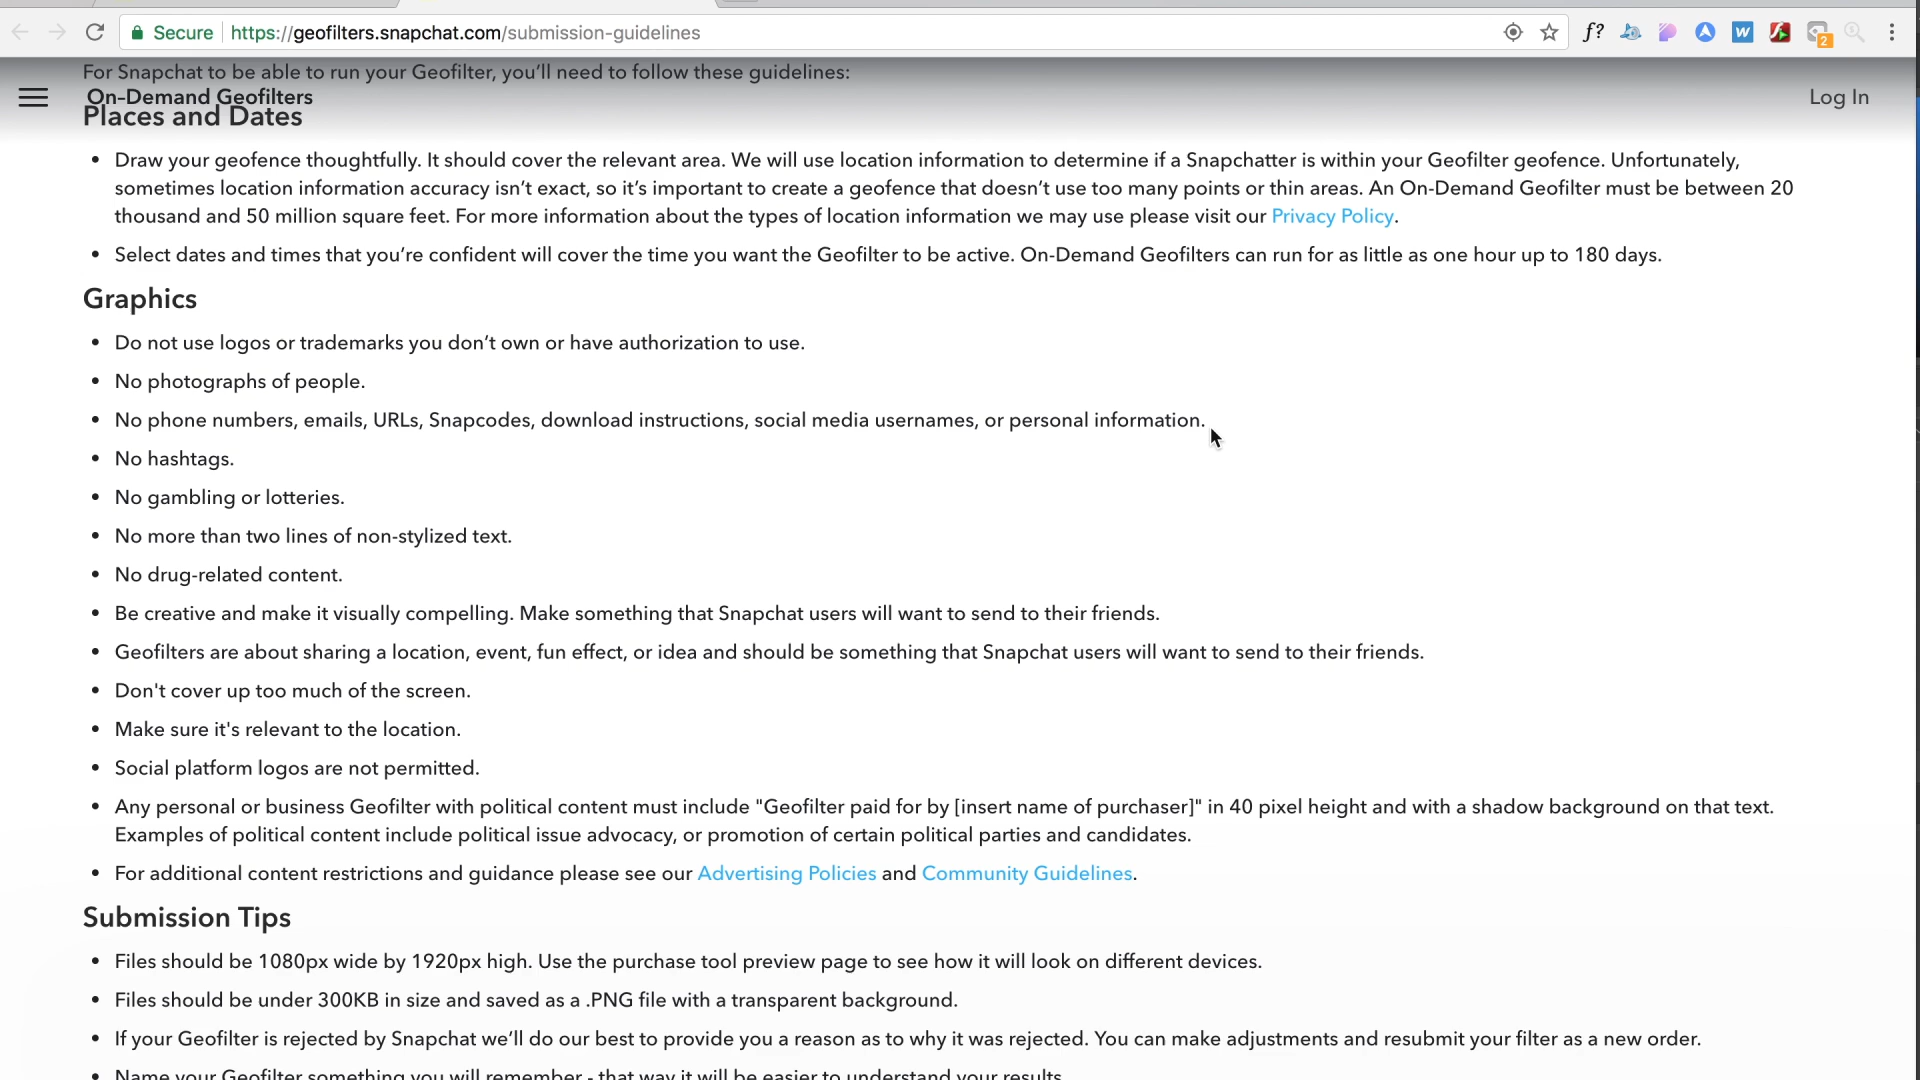 Secure https://geofilters.snapchat.com/submission-guidelines
f?
W
2
For Snapchat to be able to run your Geofilter, you’ll need to follow these guidelines:
On-Demand Geofilters
Log In
Places and Dates
• Draw your geofence thoughtfully. It should cover the relevant area. We will use location information to determine if a Snapchatter is within your Geofilter geofence. Unfortunately,
sometimes location information accuracy isn’t exact, so it’s important to create a geofence that doesn’t use too many points or thin areas. An On-Demand Geofilter must be between 20
thousand and 50 million square feet. For more information about the types of location information we may use please visit our Privacy Policy.
• Select dates and times that you’re confident will cover the time you want the Geofilter to be active. On-Demand Geofilters can run for as little as one hour up to 180 days.
Graphics
• Do not use logos or trademarks you don’t own or have authorization to use.
• No photographs of people.
• No phone numbers, emails, URLs, Snapcodes, download instructions, social media usernames, or personal information.
• No hashtags.
• No gambling or lotteries.
• No more than two lines of non-stylized text.
• No drug-related content.
• Be creative and make it visually compelling. Make something that Snapchat users will want to send to their friends.
• Geofilters are about sharing a location, event, fun effect, or idea and should be something that Snapchat users will want to send to their friends.
• Don't cover up too much of the screen.
• Make sure it's relevant to the location.
• Social platform logos are not permitted.
• Any personal or business Geofilter with political content must include "Geofilter paid for by [insert name of purchaser]" in 40 pixel height and with a shadow background on that text.
Examples of political content include political issue advocacy, or promotion of certain political parties and candidates.
• For additional content restrictions and guidance please see our Advertising Policies and Community Guidelines.
Submission Tips
• Files should be 1080px wide by 1920px high. Use the purchase tool preview page to see how it will look on different devices.
• Files should be under 300KB in size and saved as a .PNG file with a transparent background.
• If your Geofilter is rejected by Snapchat we’ll do our best to provide you a reason as to why it was rejected. You can make adjustments and resubmit your filter as a new order.
• Name your Geofilter something you will remember - that way it will be easier to understand your results.